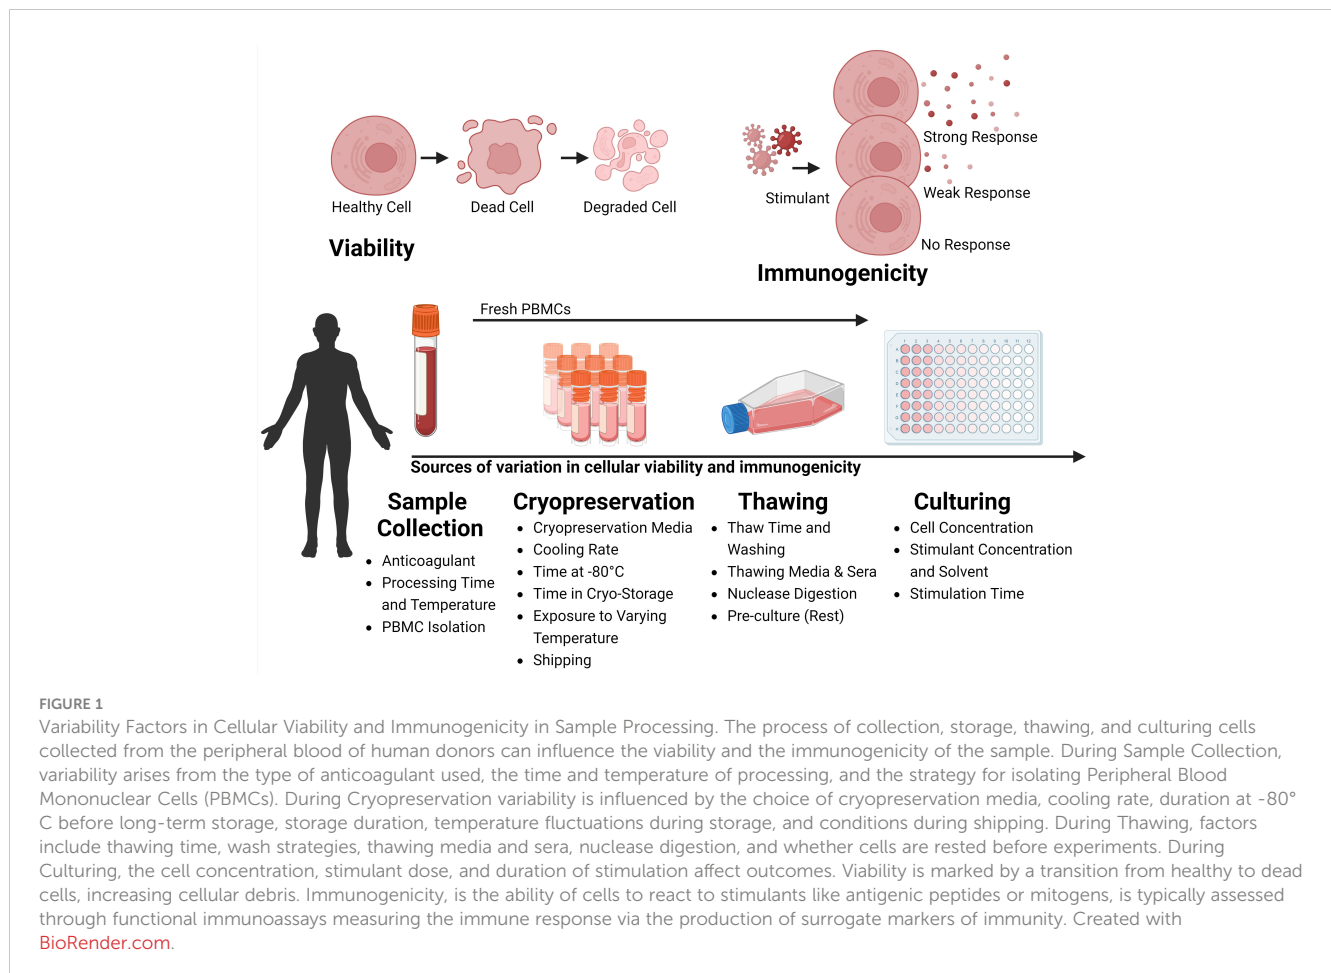 Healthy Cell
Dead Cell
Degraded Cell
Viability
Stimulant
Strong Response
Weak Response
No Response
Immunogenicity
Fresh PBMCs
1 2 3 4 5 6 7 8 9 10 11 12
A
B
C
D
E
F
G
H
Sources of variation in cellular viability and immunogenicity
Sample
Collection
• Anticoagulant
• Processing Time
and Temperature
• PBMC Isolation
Cryopreservation
• Cryopreservation Media
• Cooling Rate
• Time at -80°C
• Time in Cryo-Storage
• Exposure to Varying
Temperature
• Shipping
Thawing
• Thaw Time and
Washing
• Thawing Media & Sera
• Nuclease Digestion
• Pre-culture (Rest)
Culturing
• Cell Concentration
• Stimulant Concentration
and Solvent
• Stimulation Time
FIGURE 1
Variability Factors in Cellular Viability and Immunogenicity in Sample Processing. The process of collection, storage, thawing, and culturing cells
collected from the peripheral blood of human donors can influence the viability and the immunogenicity of the sample. During Sample Collection,
variability arises from the type of anticoagulant used, the time and temperature of processing, and the strategy for isolating Peripheral Blood
Mononuclear Cells (PBMCs). During Cryopreservation variability is influenced by the choice of cryopreservation media, cooling rate, duration at -80°
C before long-term storage, storage duration, temperature fluctuations during storage, and conditions during shipping. During Thawing, factors
include thawing time, wash strategies, thawing media and sera, nuclease digestion, and whether cells are rested before experiments. During
Culturing, the cell concentration, stimulant dose, and duration of stimulation affect outcomes. Viability is marked by a transition from healthy to dead
cells, increasing cellular debris. Immunogenicity, is the ability of cells to react to stimulants like antigenic peptides or mitogens, is typically assessed
through functional immunoassays measuring the immune response via the production of surrogate markers of immunity. Created with
BioRender.com.